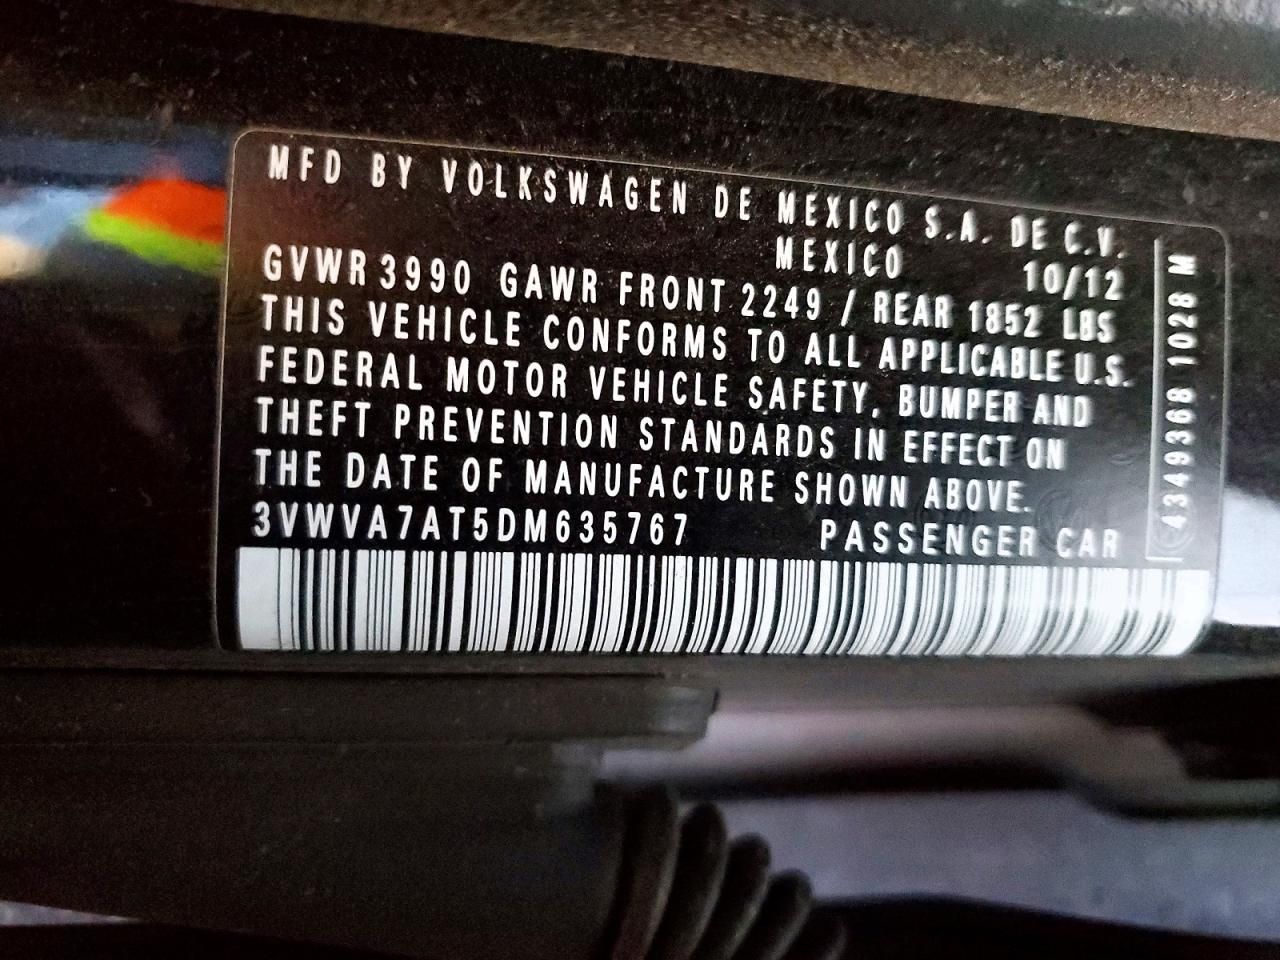 MFD BY VOLKSWAGEN DE MEXICO S.A. DE C.V.
MEXICO 10/12
GVWR 3990 GAWR FRONT 2249 / REAR 1852 LBS
THIS VEHICLE CONFORMS TO ALL APPLICABLE U.S.
FEDERAL MOTOR VEHICLE SAFETY, BUMPER AND
THEFT PREVENTION STANDARDS IN EFFECT ON
THE DATE OF MANUFACTURE SHOWN ABOVE.
3VWVA7AT5DM635767 PASSENGER CAR
4349368 1028 M